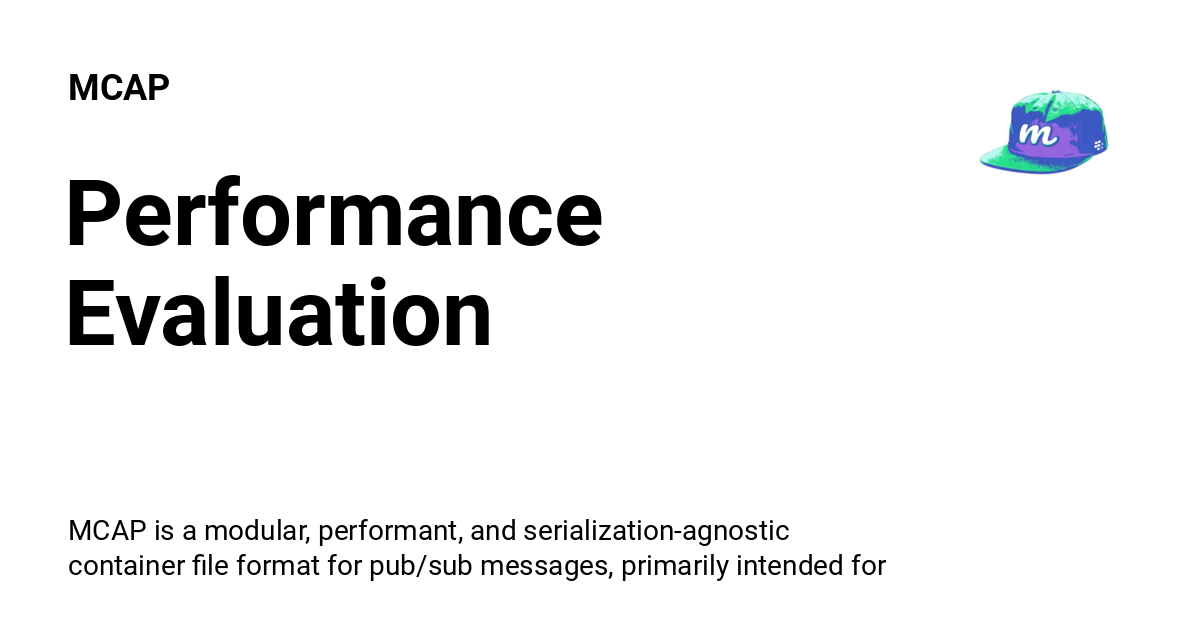 MCAP
m
Performance
Evaluation
MCAP is a modular, performant, and serialization-agnostic
container file format for pub/sub messages, primarily intended for